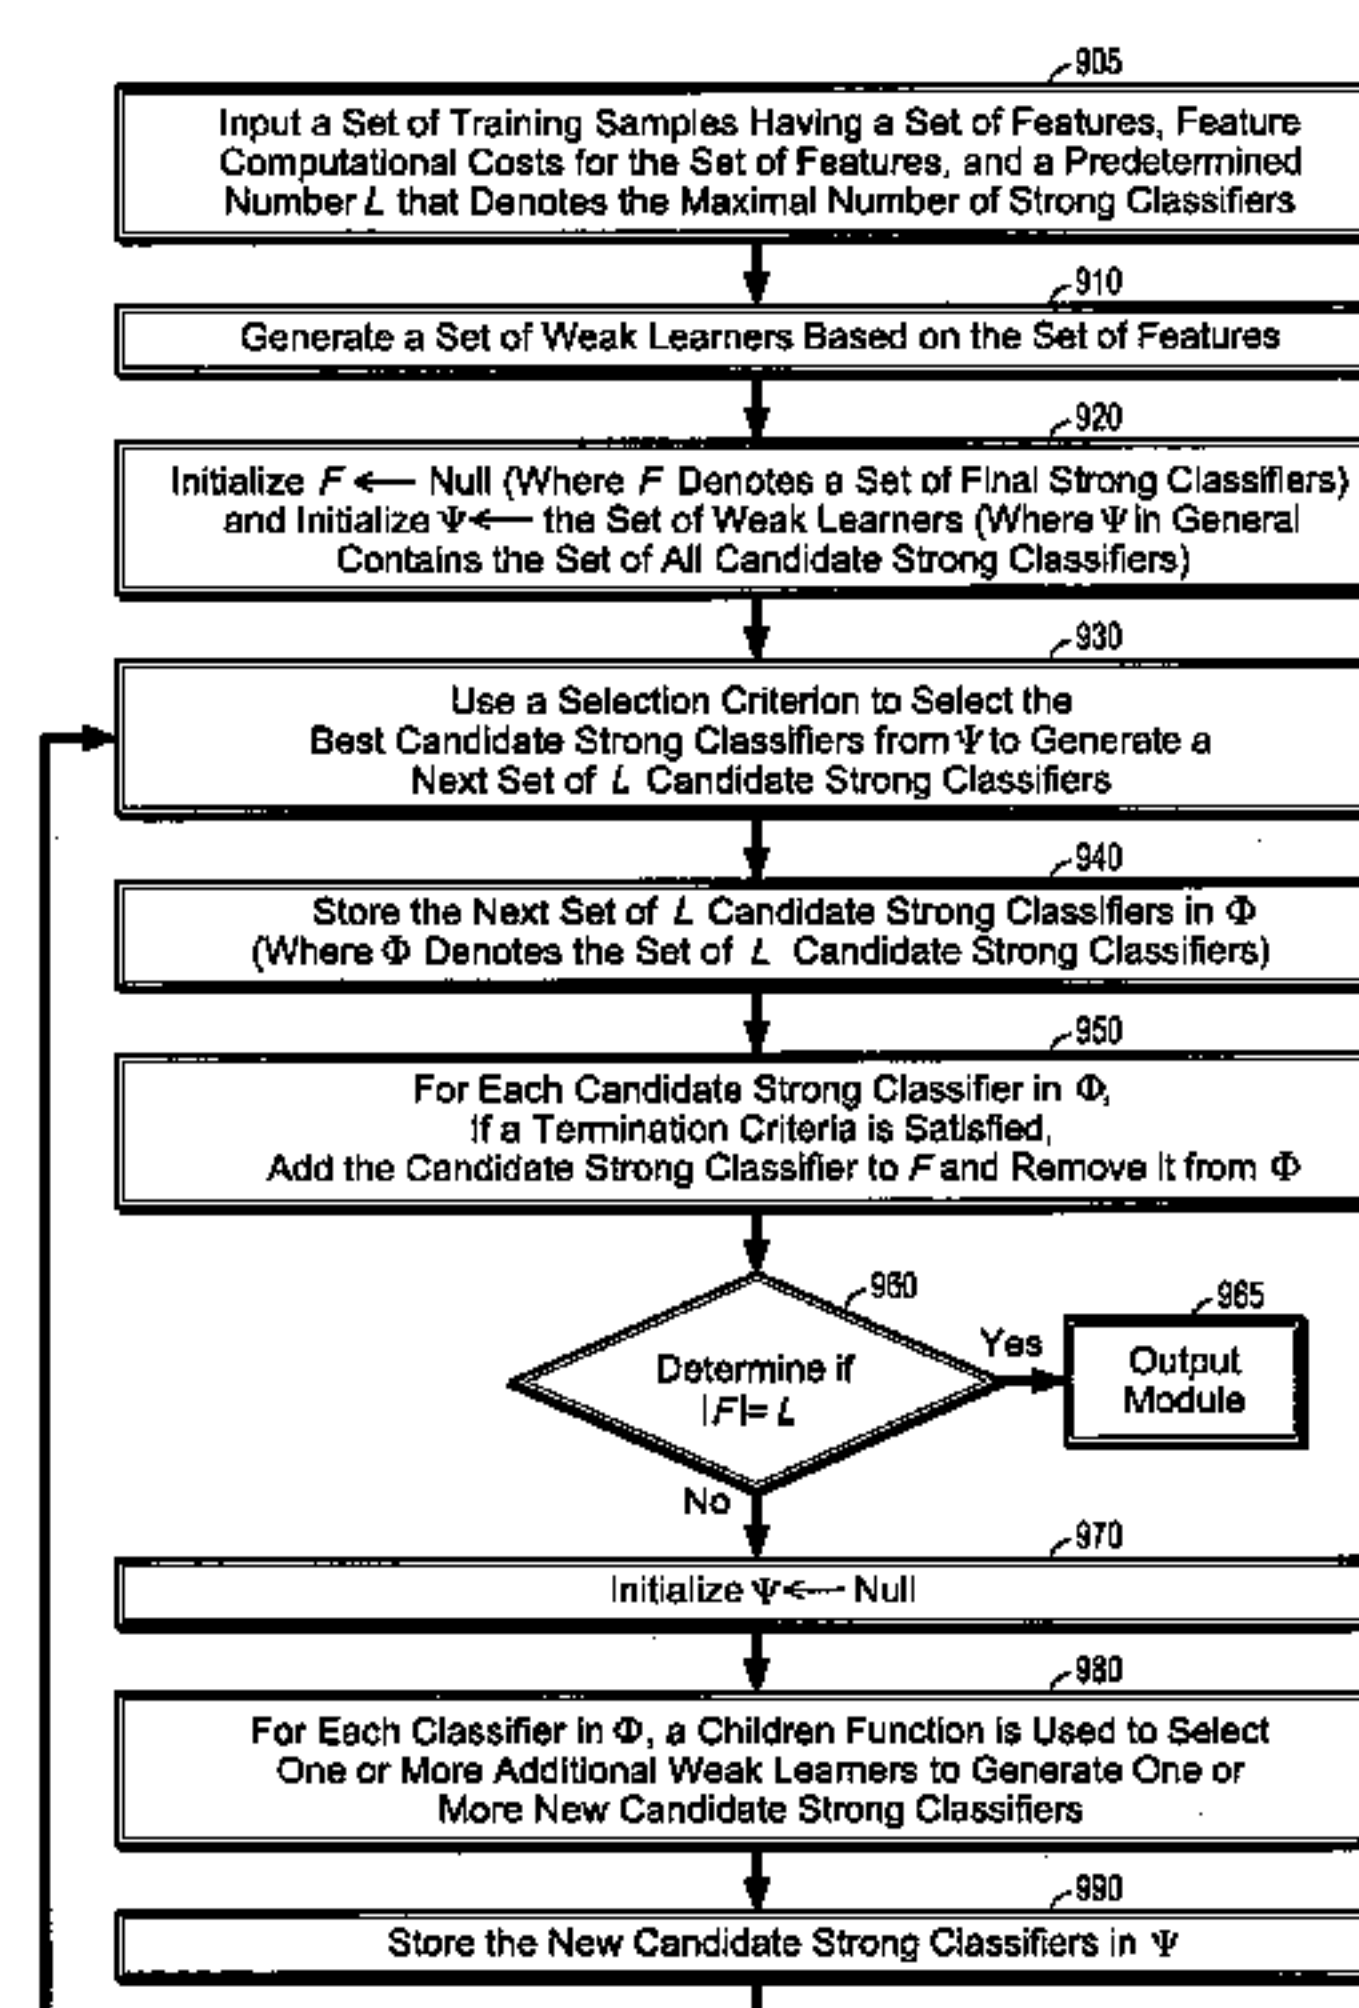 905
Input a Set of Training Samples Having a Set of Features, Feature
Computational Costs for the Set of Features, and a Predetermined
Number L that Denotes the Maximal Number of Strong Classifiers
910
Generate a Set of Weak Learners Based on the Set of Features
920
Initialize F ← Null (Where F Denotes a Set of Final Strong Classifiers)
and Initialize Ψ ← the Set of Weak Learners (Where Ψ in General
Contains the Set of All Candidate Strong Classifiers)
930
Use a Selection Criterion to Select the
Best Candidate Strong Classifiers from Ψ to Generate a
Next Set of L Candidate Strong Classifiers
940
Store the Next Set of L Candidate Strong Classifiers in Φ
(Where Φ Denotes the Set of L Candidate Strong Classifiers)
950
For Each Candidate Strong Classifier in Φ,
If a Termination Criteria is Satisfied,
Add the Candidate Strong Classifier to F and Remove It from Φ
960
Determine if
|F|= L
Yes
965
Output
Module
No
970
Initialize Ψ ← Null
980
For Each Classifier in Φ, a Children Function is Used to Select
One or More Additional Weak Learners to Generate One or
More New Candidate Strong Classifiers
990
Store the New Candidate Strong Classifiers in Ψ